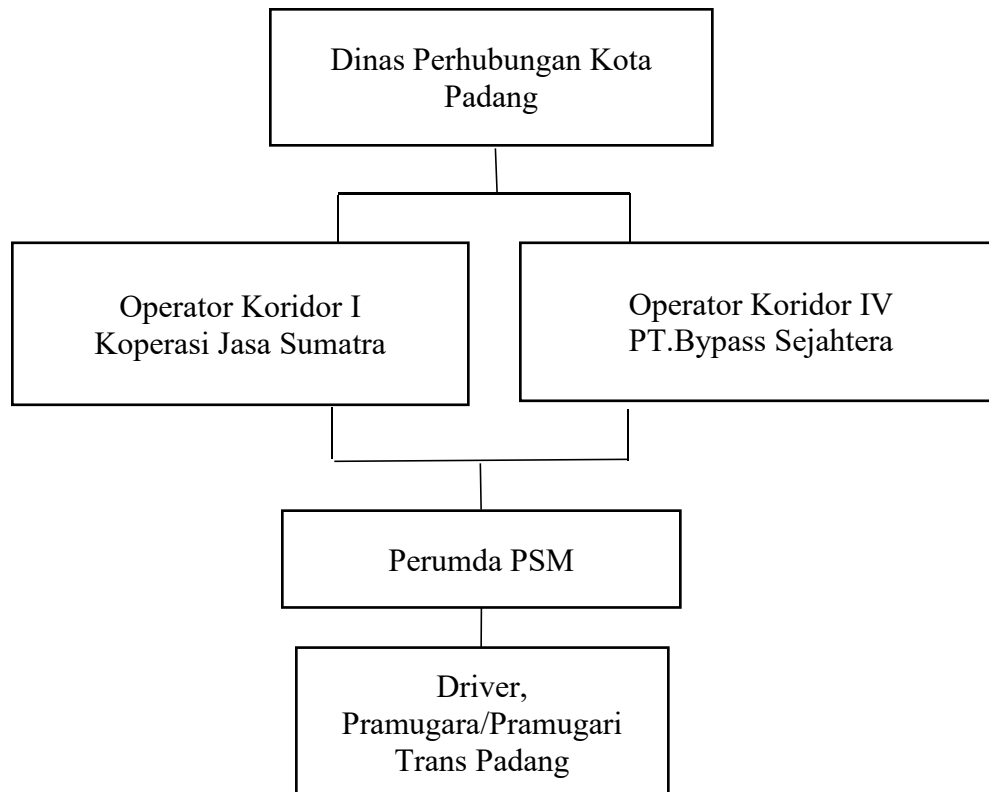 Dinas Perhubungan Kota
Padang
Operator Koridor I
Koperasi Jasa Sumatra
Operator Koridor IV
PT.Bypass Sejahtera
Perumda PSM
Driver,
Pramugara/Pramugari
Trans Padang